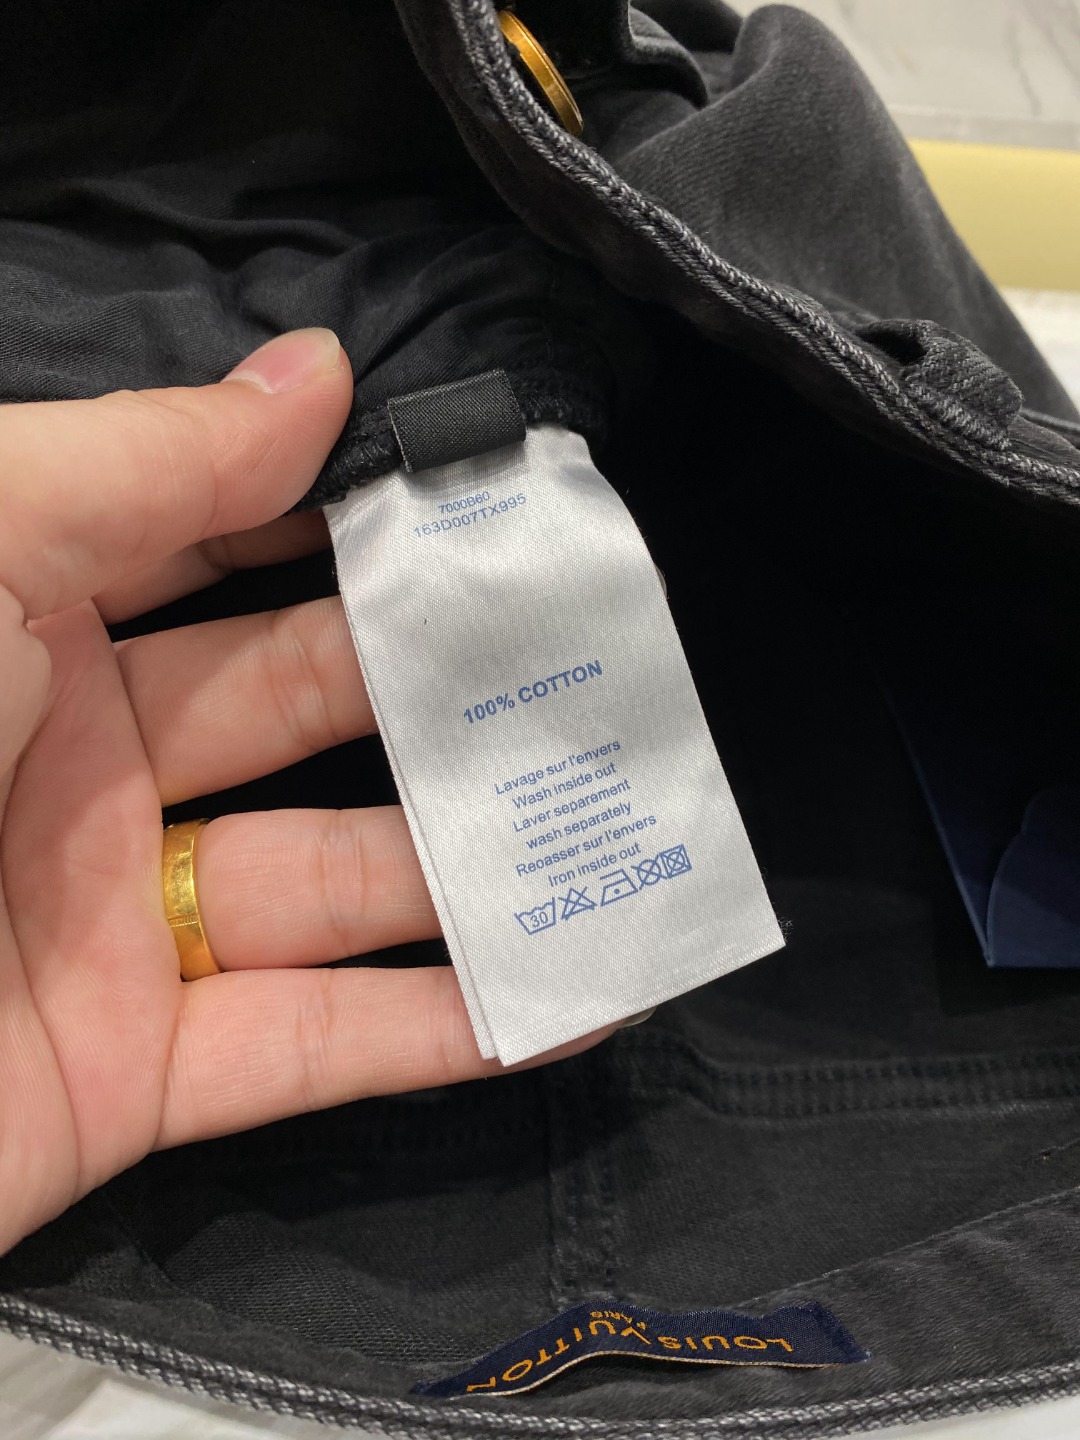 7000B60
163D007TX995
100% COTTON
Lavage sur l'envers
Wash inside out
Laver separement
wash separately
Reoasser sur l'envers
Iron inside out
30
LOUIS VUITTON
PARIS